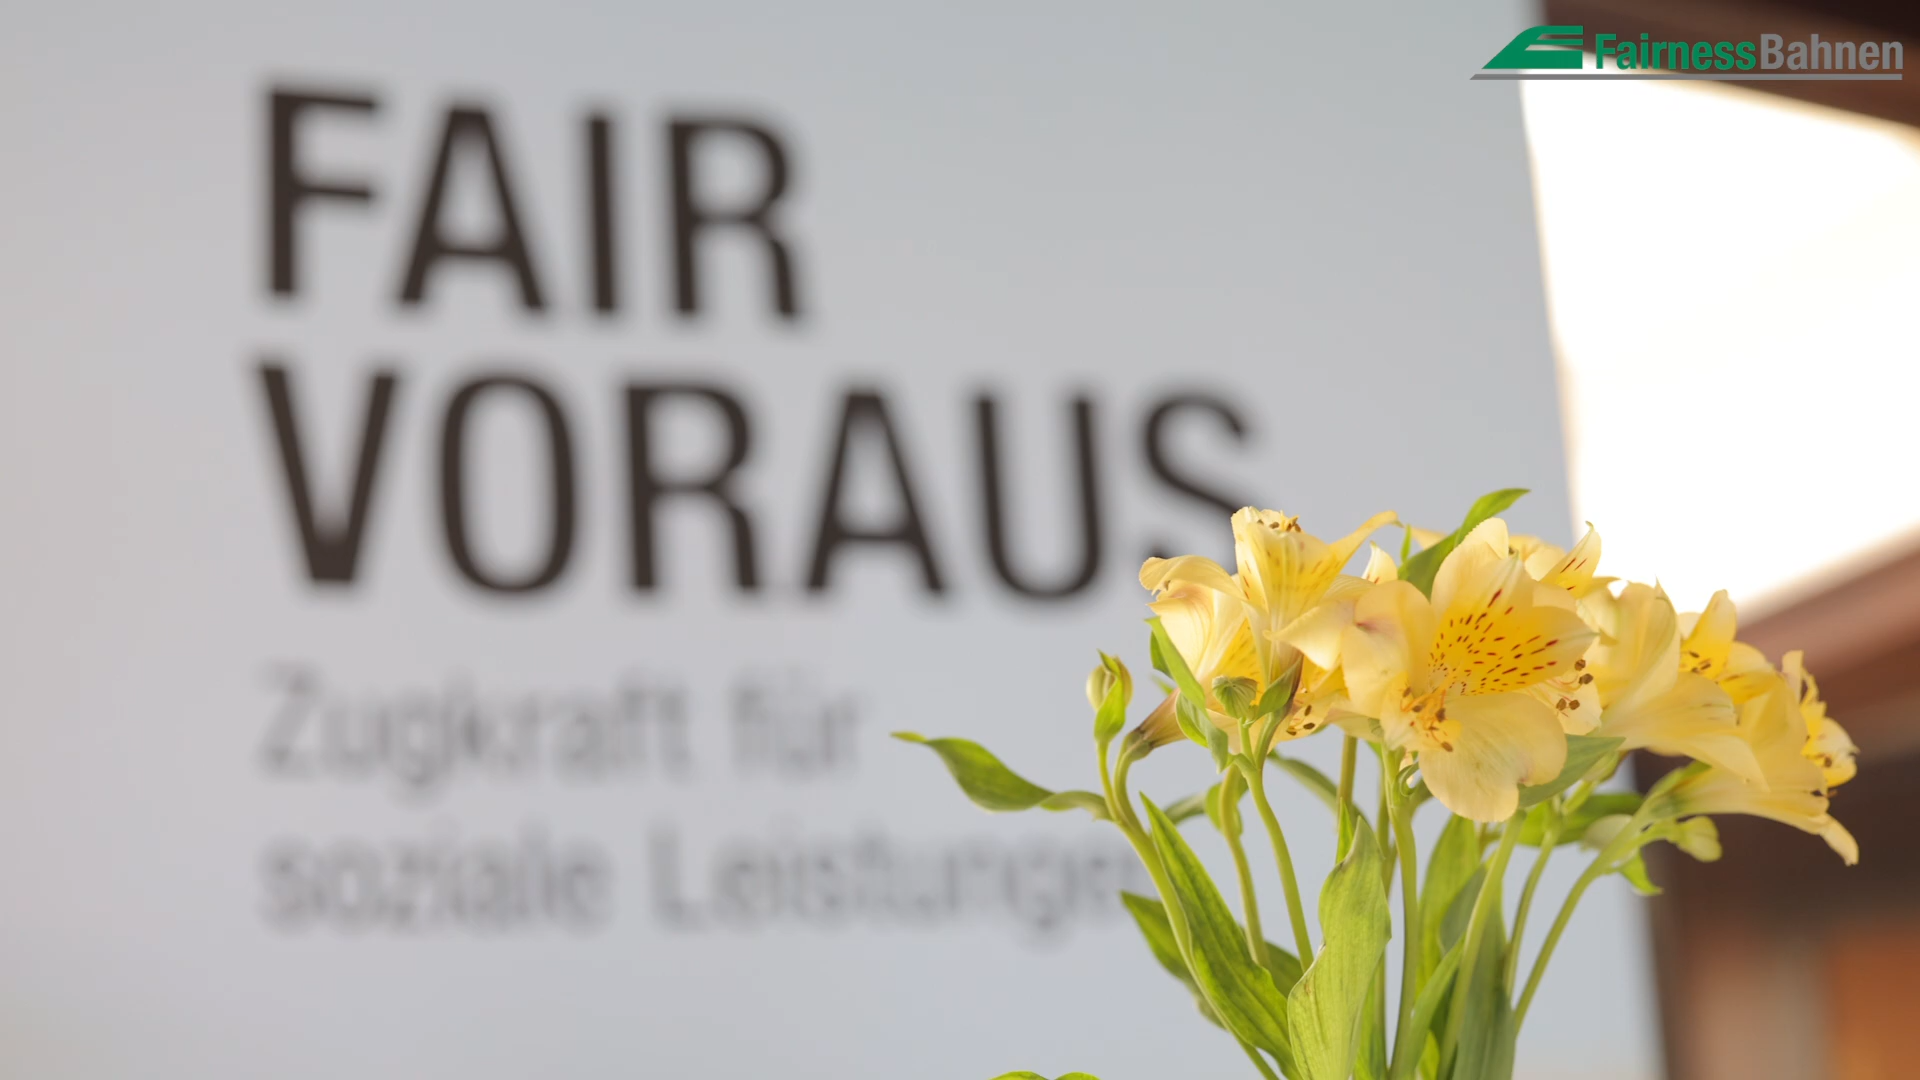 FairnessBahnen
FAIR
VORAUS
Zugkraft für
soziale Leistungen